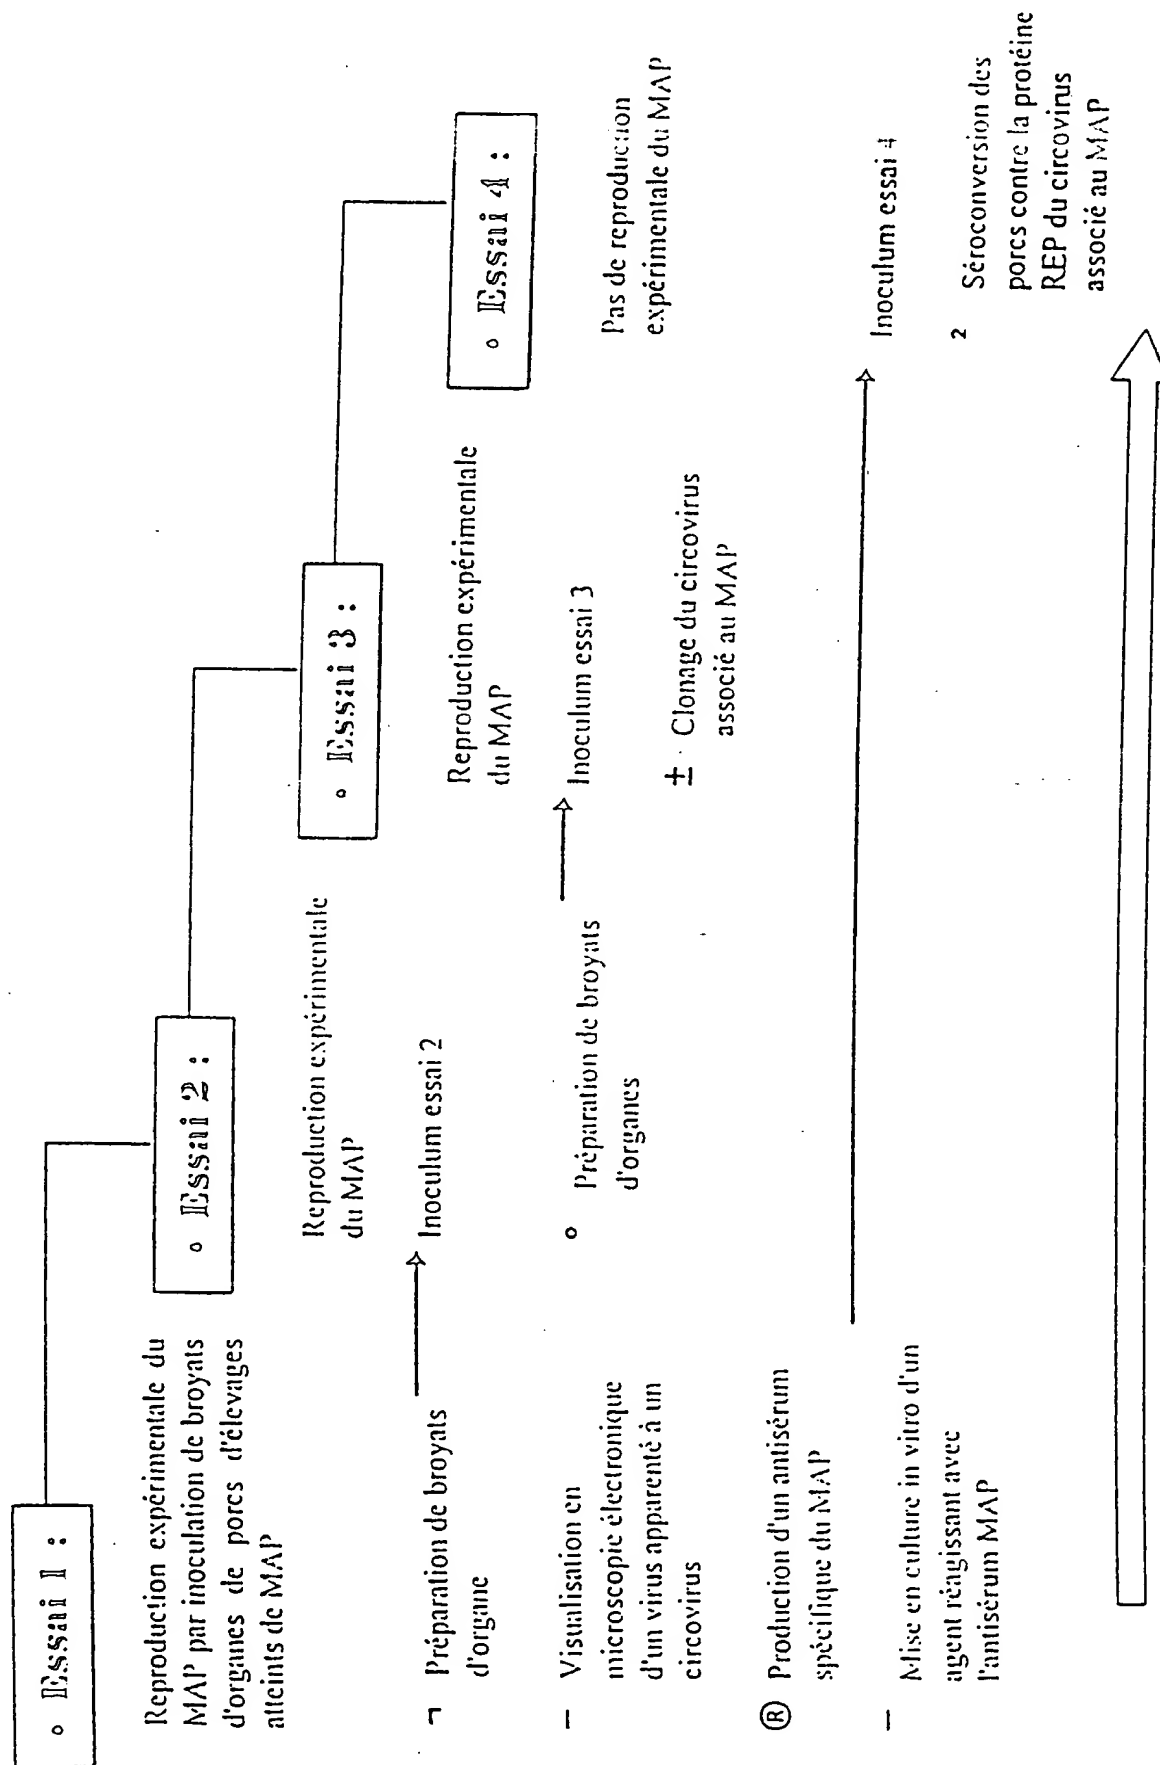 ° Essai 1 :
Reproduction expérimentale du
MAP par inoculation de broyats
d'organes de porcs d'élevages
atteints de MAP
¬ Préparation de broyats
d'organe
– Visualisation en
microscopie électronique
d'un virus apparenté à un
circovirus
® Production d'un antisérum
spécifique du MAP
– Mise en culture in vitro d'un
agent réagissant avec
l'antisérum MAP
° Essai 2 :
Reproduction expérimentale
du MAP
Inoculum essai 2
° Préparation de broyats
d'organes
° Essai 3 :
Reproduction expérimentale
du MAP
Inoculum essai 3
± Clonage du circovirus
associé au MAP
° Essai 4 :
Pas de reproduction
expérimentale du MAP
Inoculum essai 4
2 Séroconversion des
porcs contre la protéine
REP du circovirus
associé au MAP